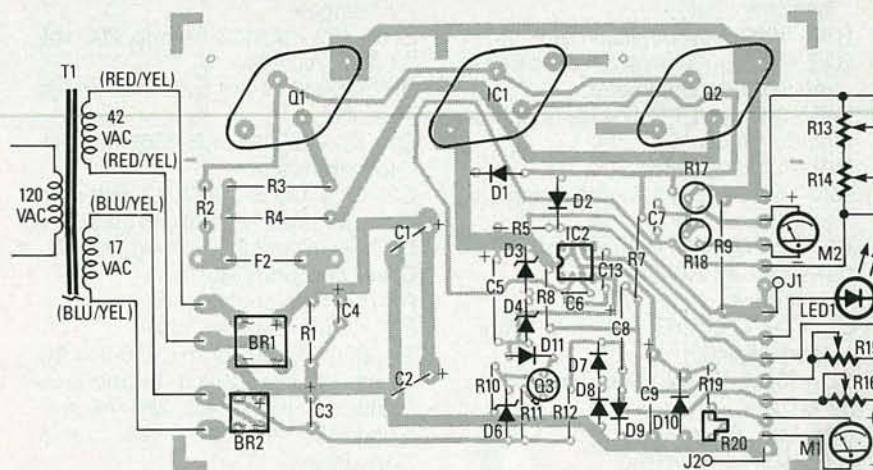 T1
(RED/YEL)
42
VAC
(RED/YEL)
120
VAC
(BLU/YEL)
17
VAC
(BLU/YEL)
Q1
IC1
Q2
R13
R14
R2
R3
R4
F2
C1
C2
R1
C4
C3
BR1
BR2
D1
D2
R5
IC2
D3
C5
R8
C13
C6
R7
D4
C8
D11
R10
Q3
D7
D8
D6
R11
R12
D9
C9
D10
R19
R20
R17
C7
R9
R18
M2
J1
LED1
R15
R16
M1
J2